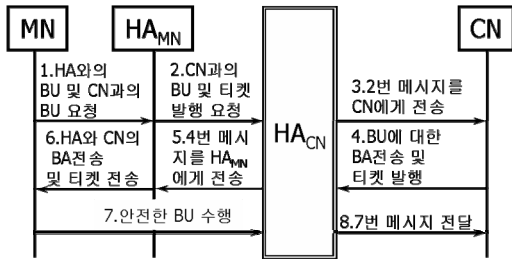 MN
HA_MN
CN
HA_CN
1.HA와의
BU 및 CN과의
BU 요청
2.CN과의
BU 및 티켓
발행 요청
3.2번 메시지를
CN에게 전송
4.BU에 대한
BA전송 및
티켓 발행
5.4번 메시
지를 HA_MN
에게 전송
6.HA와 CN의
BA전송
및 티켓 전송
7.안전한 BU 수행
8.7번 메시지 전달